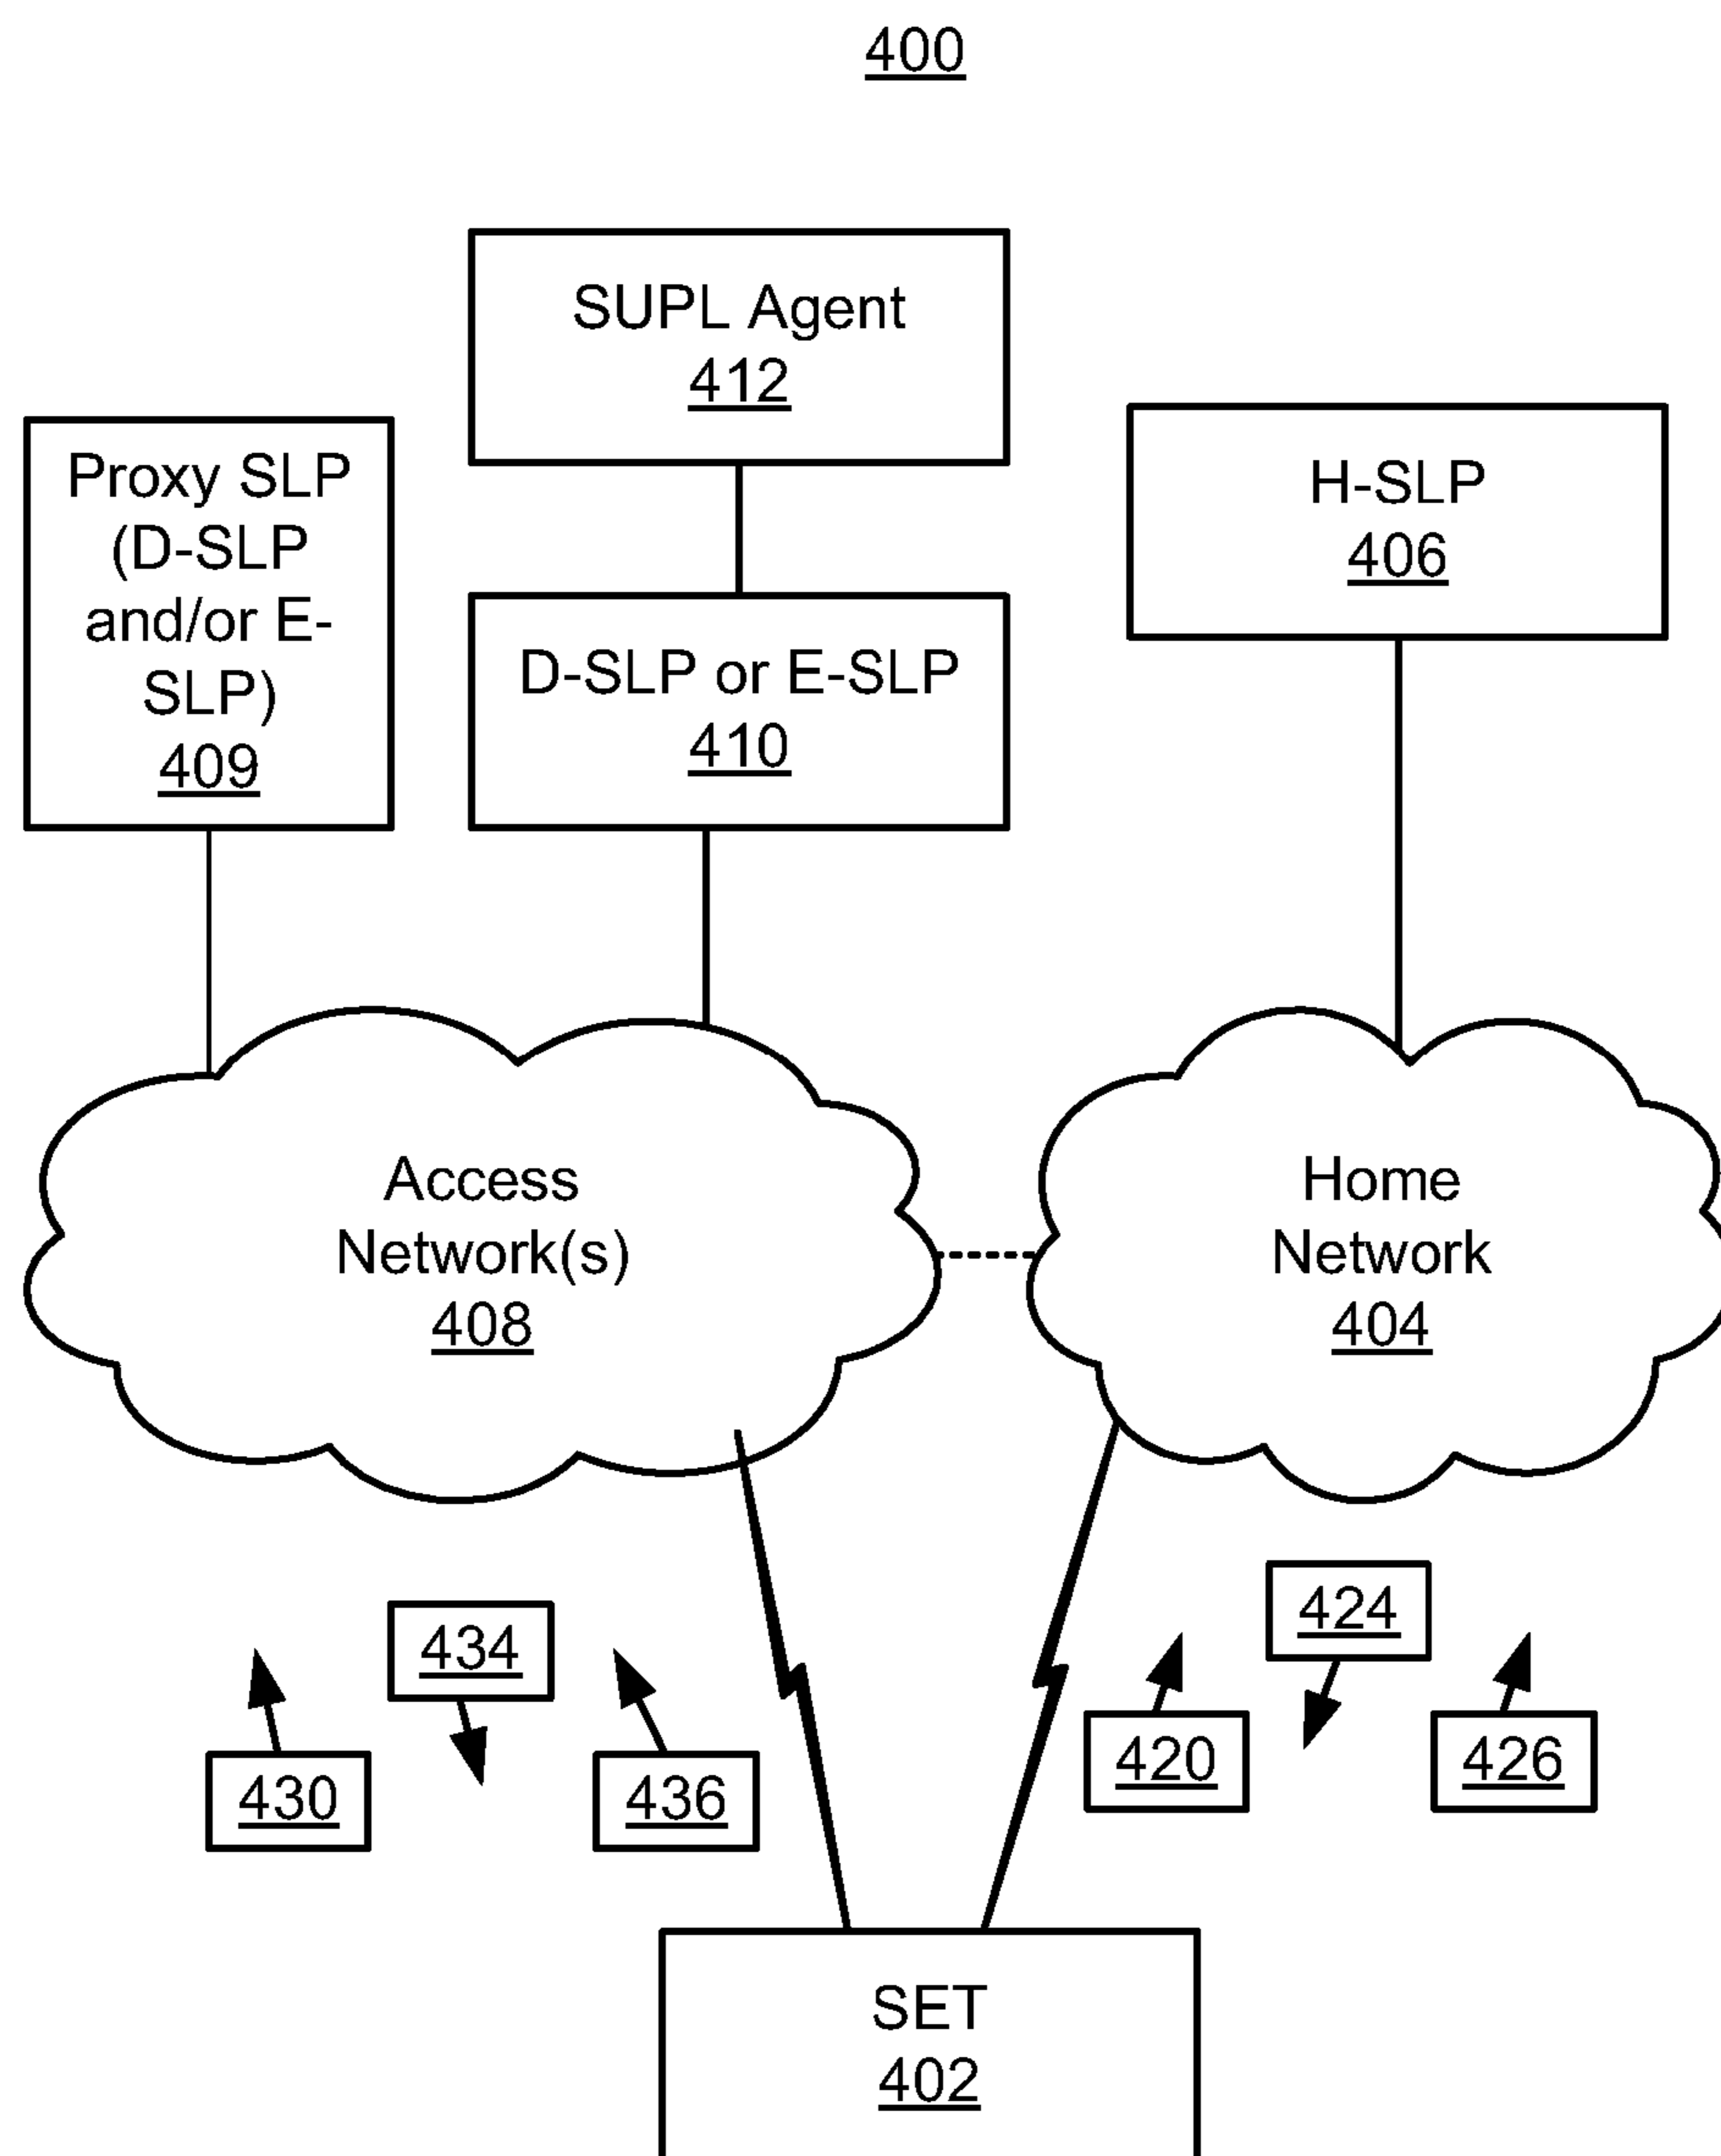 400
SUPL Agent
412
Proxy SLP
(D-SLP
and/or E-
SLP)
409
D-SLP or E-SLP
410
H-SLP
406
Access
Network(s)
408
Home
Network
404
434
430
436
424
420
426
SET
402